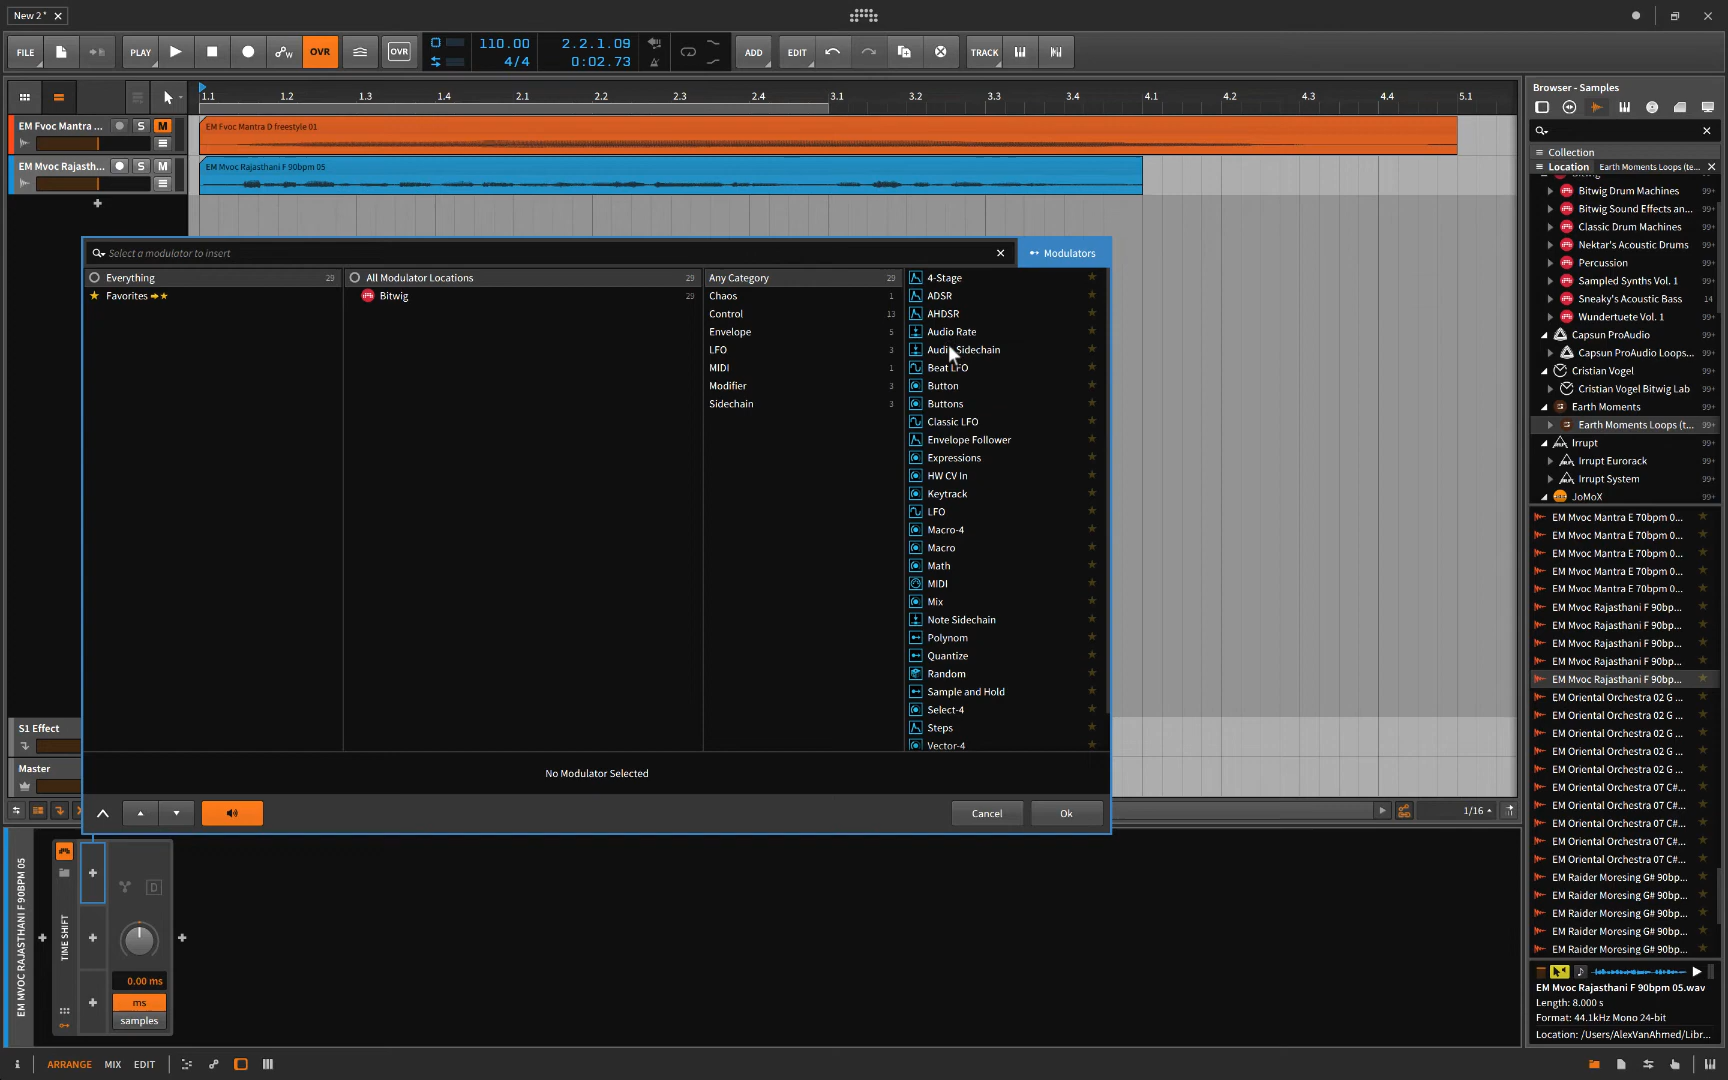 New 2 *
FILE
PLAY
OVR
OVR
110.00
4/4
2.2.1.09
0:02.73
ADD
EDIT
TRACK
1.1
1.2
1.3
1.4
2.1
2.2
2.3
2.4
3.1
3.2
3.3
3.4
4.1
4.2
4.3
4.4
5.1
EM Fvoc Mantra ...
S
M
EM Fvoc Mantra D freestyle 01
EM Mvoc Rajasth...
S
M
EM Mvoc Rajasthani F 90bpm 05
Select a modulator to insert
Modulators
Everything 29
Favorites
All Modulator Locations 29
Bitwig 29
Any Category 29
Chaos 1
Control 13
Envelope 5
LFO 3
MIDI 1
Modifier 3
Sidechain 3
4-Stage
ADSR
AHDSR
Audio Rate
Audio Sidechain
Beat LFO
Button
Buttons
Classic LFO
Envelope Follower
Expressions
HW CV In
Keytrack
LFO
Macro-4
Macro
Math
MIDI
Mix
Note Sidechain
Polynom
Quantize
Random
Sample and Hold
Select-4
Steps
Vector-4
No Modulator Selected
Cancel
Ok
S1 Effect
Master
1/16
EM MVOC RAJASTHANI F 90BPM 05
TIME SHIFT
D
0.00 ms
ms
samples
i
ARRANGE
MIX
EDIT
Browser - Samples
Collection
Location Earth Moments Loops (te...
Bitwig Drum Machines 99+
Bitwig Sound Effects an... 99+
Classic Drum Machines 99+
Nektar's Acoustic Drums 99+
Percussion 99+
Sampled Synths Vol. 1 99+
Sneaky's Acoustic Bass 14
Wundertuete Vol. 1 99+
Capsun ProAudio 99+
Capsun ProAudio Loops... 99+
Cristian Vogel 99+
Cristian Vogel Bitwig Lab 99+
Earth Moments 99+
Earth Moments Loops (t... 99+
Irrupt 99+
Irrupt Eurorack 99+
Irrupt System 99+
JoMoX 99+
EM Mvoc Mantra E 70bpm 0...
EM Mvoc Mantra E 70bpm 0...
EM Mvoc Mantra E 70bpm 0...
EM Mvoc Mantra E 70bpm 0...
EM Mvoc Mantra E 70bpm 0...
EM Mvoc Rajasthani F 90bp...
EM Mvoc Rajasthani F 90bp...
EM Mvoc Rajasthani F 90bp...
EM Mvoc Rajasthani F 90bp...
EM Mvoc Rajasthani F 90bp...
EM Oriental Orchestra 02 G ...
EM Oriental Orchestra 02 G ...
EM Oriental Orchestra 02 G ...
EM Oriental Orchestra 02 G ...
EM Oriental Orchestra 02 G ...
EM Oriental Orchestra 07 C#...
EM Oriental Orchestra 07 C#...
EM Oriental Orchestra 07 C#...
EM Oriental Orchestra 07 C#...
EM Oriental Orchestra 07 C#...
EM Raider Moresing G# 90bp...
EM Raider Moresing G# 90bp...
EM Raider Moresing G# 90bp...
EM Raider Moresing G# 90bp...
EM Raider Moresing G# 90bp...
EM Mvoc Rajasthani F 90bpm 05.wav
Length: 8.000 s
Format: 44.1kHz Mono 24-bit
Location: /Users/AlexVanAhmed/Libr...